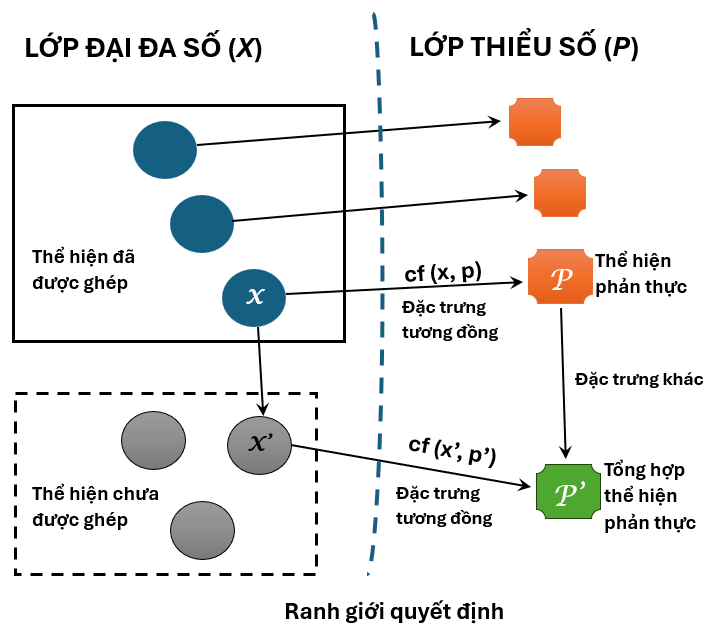 LỚP ĐẠI ĐA SỐ (X)
LỚP THIỂU SỐ (P)
Thể hiện đã
được ghép
x
cf (x, p)
Đặc trưng
tương đồng
P
Thể hiện
phản thực
Đặc trưng khác
Thể hiện chưa
được ghép
x’
cf (x’, p’)
Đặc trưng
tương đồng
P’
Tổng hợp
thể hiện
phản thực
Ranh giới quyết định